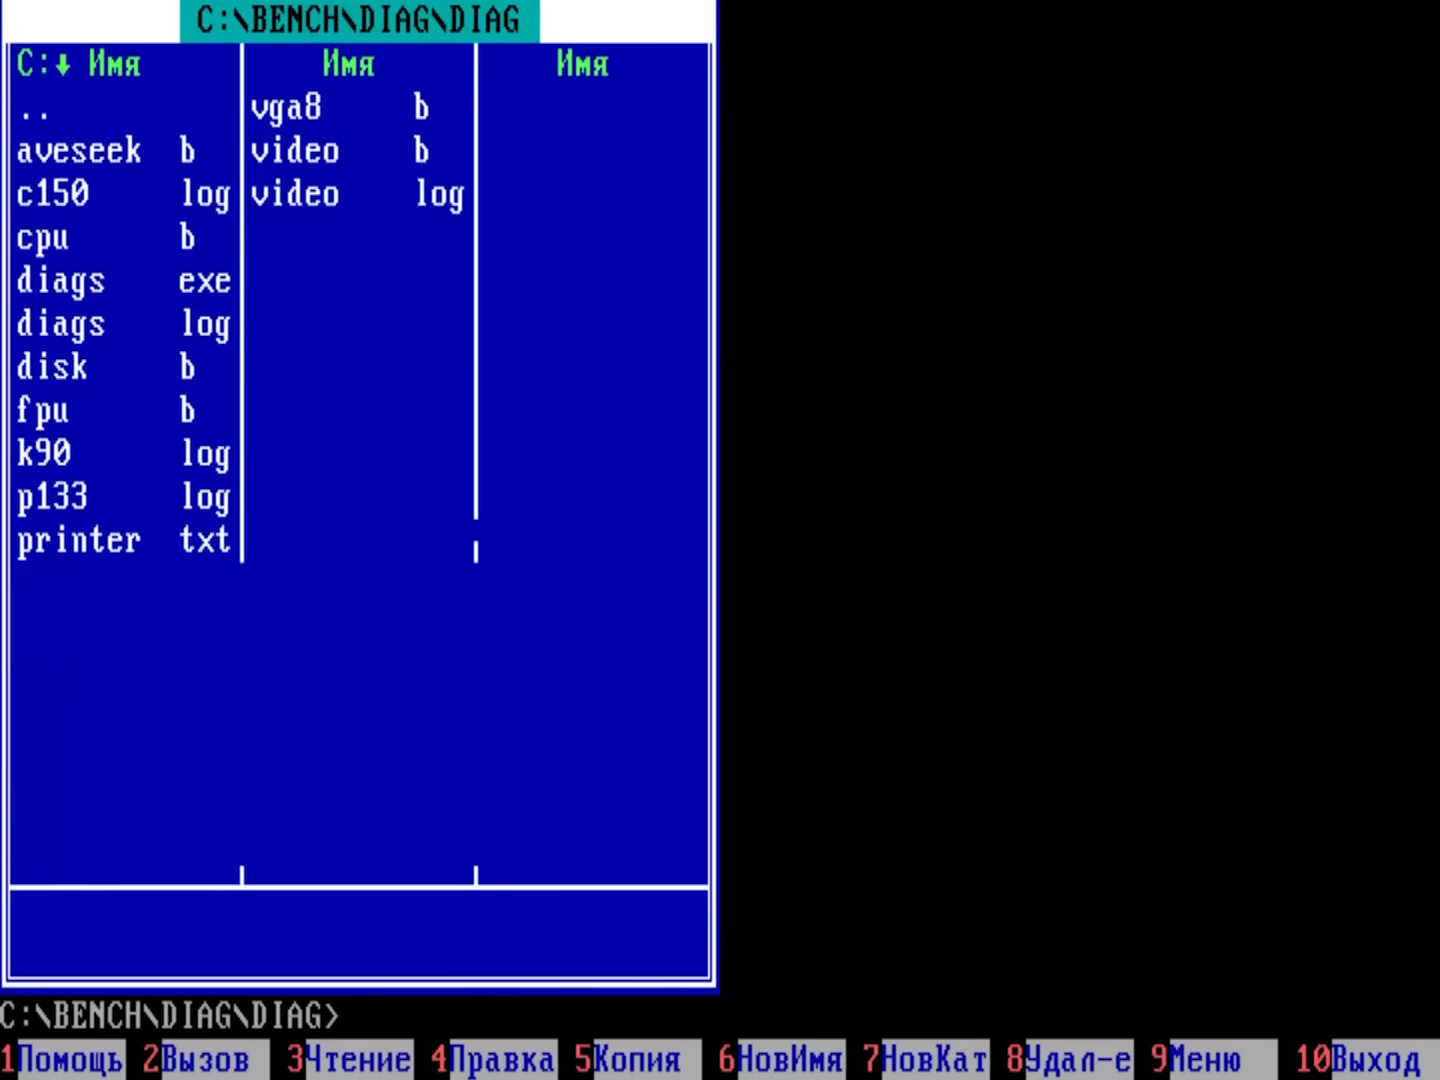 C:\BENCH\DIAG\DIAG
C:↓ Имя Имя Имя
.. vga8 b
aveseek b video b
c150 log video log
cpu b
diags exe
diags log
disk b
fpu b
k90 log
p133 log
printer txt
C:\BENCH\DIAG\DIAG>
1Помощь 2Вызов 3Чтение 4Правка 5Копия 6НовИмя 7НовКат 8Удал-е 9Меню 10Выход